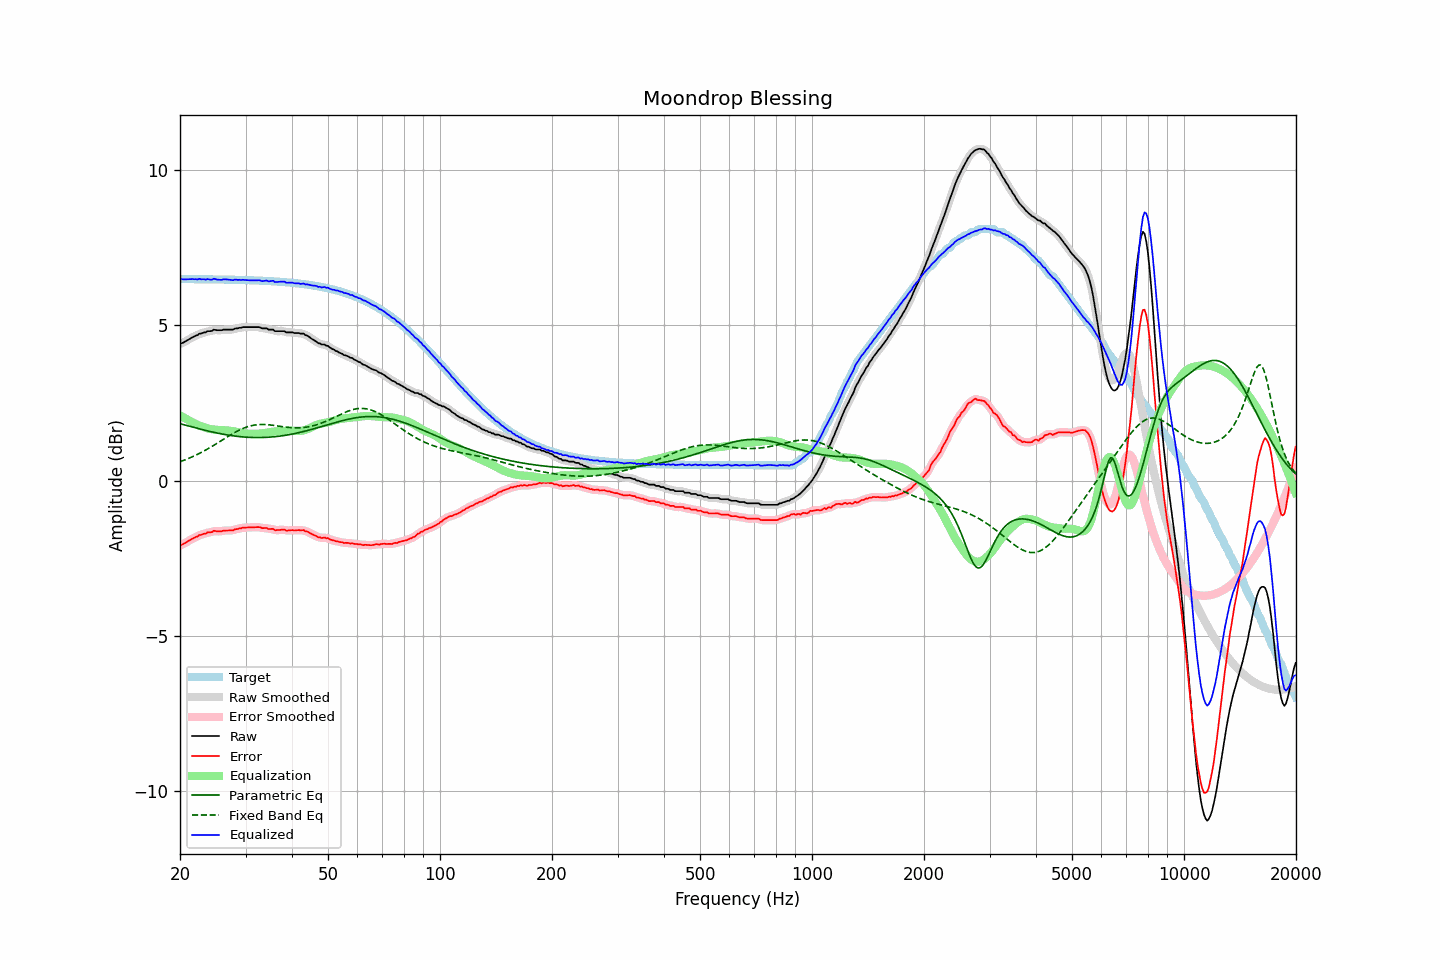 Moondrop Blessing
Amplitude (dBr)
10
5
0
−5
−10
Target
Raw Smoothed
Error Smoothed
Raw
Error
Equalization
Parametric Eq
Fixed Band Eq
Equalized
20 50 100 200 500 1000 2000 5000 10000 20000
Frequency (Hz)